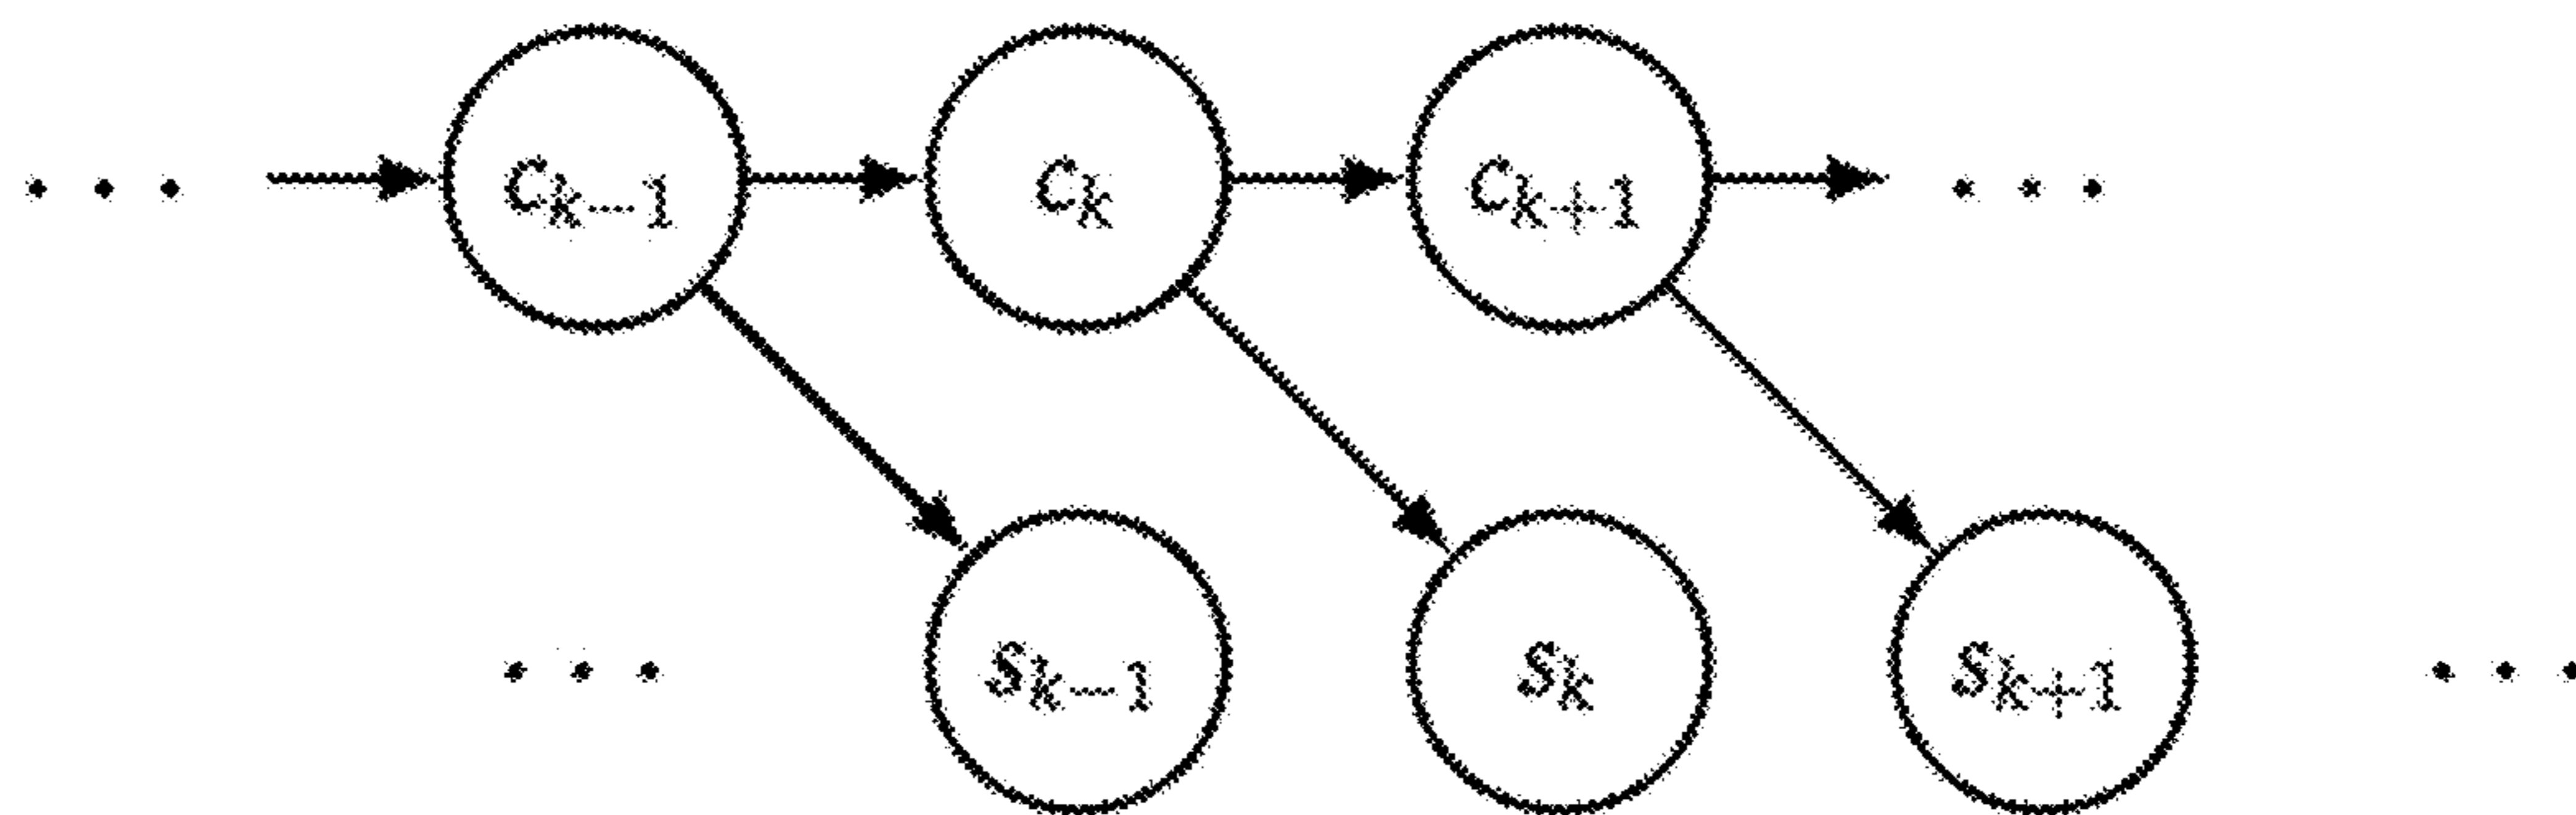 . . . C_{k-1} C_k C_{k+1} . . .
. . . S_{k-1} S_k S_{k+1} . . .